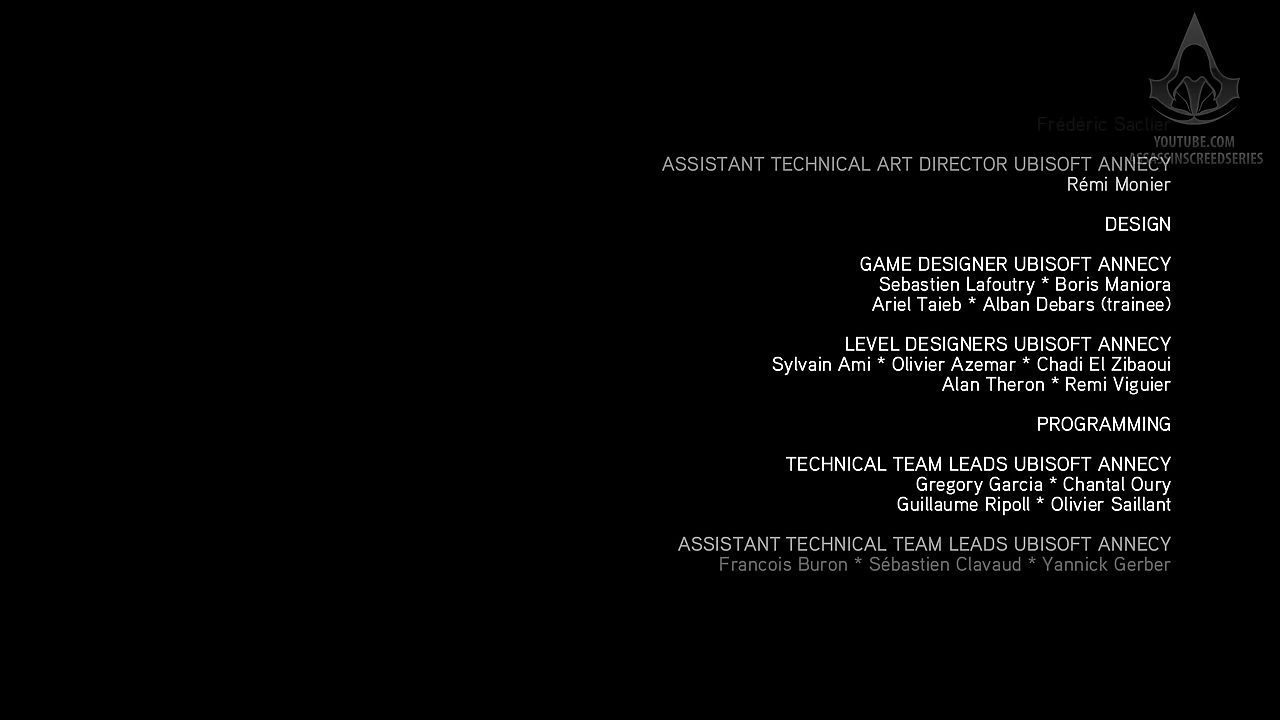 Frédéric Saclier
YOUTUBE.COM
ASSASSINSCREEDSERIES
ASSISTANT TECHNICAL ART DIRECTOR UBISOFT ANNECY
Rémi Monier
DESIGN
GAME DESIGNER UBISOFT ANNECY
Sebastien Lafoutry * Boris Maniora
Ariel Taieb * Alban Debars (trainee)
LEVEL DESIGNERS UBISOFT ANNECY
Sylvain Ami * Olivier Azemar * Chadi El Zibaoui
Alan Theron * Remi Viguier
PROGRAMMING
TECHNICAL TEAM LEADS UBISOFT ANNECY
Gregory Garcia * Chantal Oury
Guillaume Ripoll * Olivier Saillant
ASSISTANT TECHNICAL TEAM LEADS UBISOFT ANNECY
Francois Buron * Sébastien Clavaud * Yannick Gerber